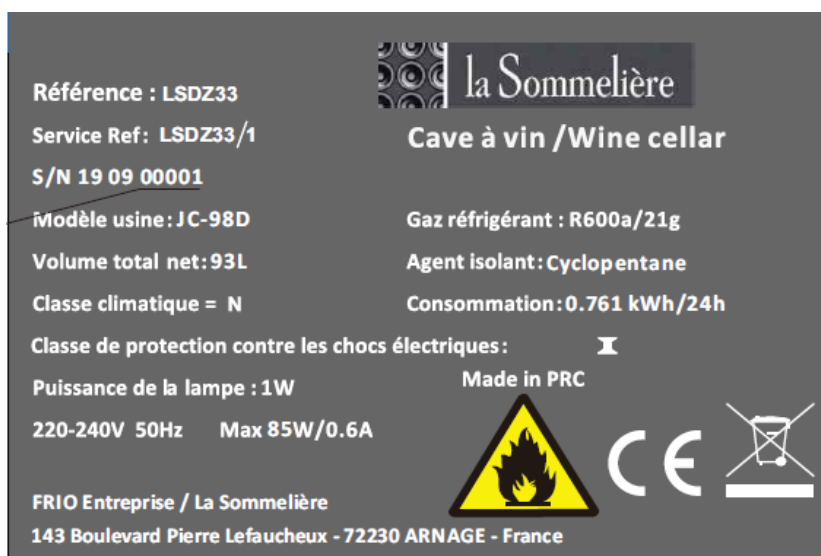 la Sommelière
Référence : LSDZ33
Service Ref: LSDZ33/1
Cave à vin /Wine cellar
S/N 19 09 00001
Modèle usine:JC-98D
Gaz réfrigérant : R600a/21g
Volume total net:93L
Agent isolant:Cyclopentane
Classe climatique = N
Consommation:0.761 kWh/24h
Classe de protection contre les chocs électriques: I
Puissance de la lampe :1W
Made in PRC
220-240V 50Hz Max 85W/0.6A
CE
FRIO Entreprise / La Sommelière
143 Boulevard Pierre Lefaucheux - 72230 ARNAGE - France